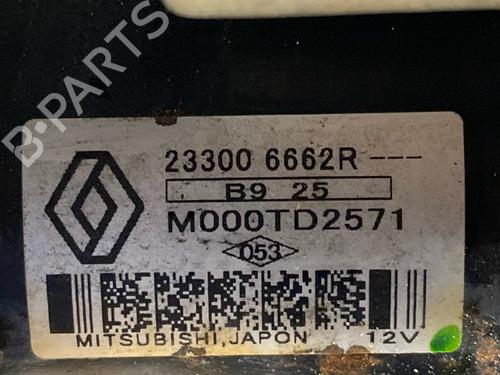 B-PARTS
23300 6662R ---
B9 25
M000TD2571
053
MITSUBISHI, JAPON 12V